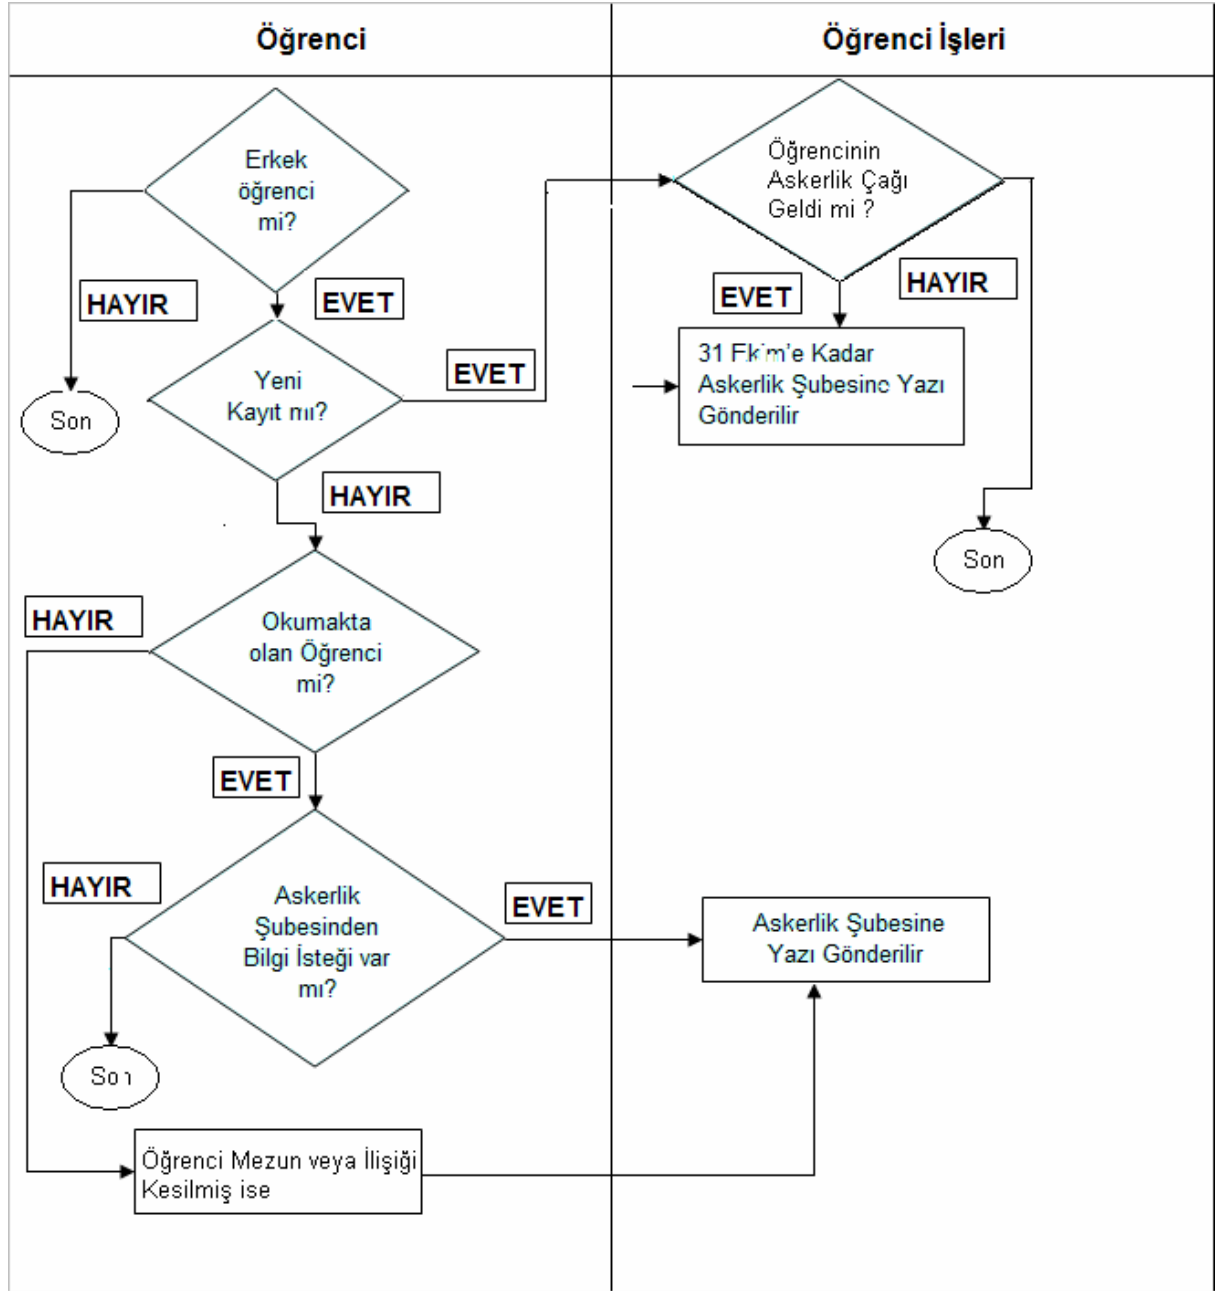 Öğrenci
Öğrenci İşleri
Erkek
öğrenci
mi?
HAYIR
EVET
Yeni
Kayıt mı?
EVET
Son
HAYIR
Öğrencinin
Askerlik Çağı
Geldi mi ?
EVET
HAYIR
31 Ekim'e Kadar
Askerlik Şubesine Yazı
Gönderilir
Son
HAYIR
Okumakta
olan Öğrenci
mi?
EVET
HAYIR
Askerlik
Şubesinden
Bilgi İsteği var
mı?
EVET
Askerlik Şubesine
Yazı Gönderilir
Son
Öğrenci Mezun veya İlişiği
Kesilmiş ise